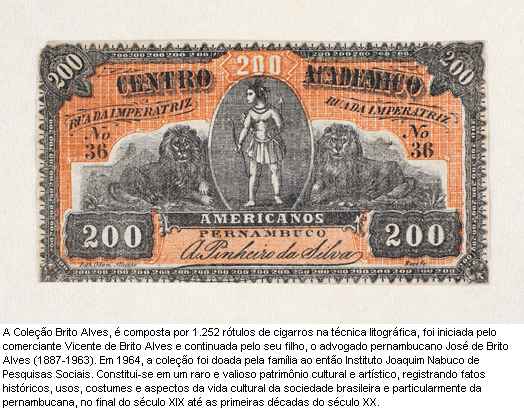 200 200 200
CENTRO ACADEMICO
RUA DA IMPERATRIZ RUA DA IMPERATRIZ
No No
36 36
AMERICANOS
200 PERNAMBUCO 200
A. Pinheiro da Silva
A Coleção Brito Alves, é composta por 1.252 rótulos de cigarros na técnica litográfica, foi iniciada pelo
comerciante Vicente de Brito Alves e continuada pelo seu filho, o advogado pernambucano José de Brito
Alves (1887-1963). Em 1964, a coleção foi doada pela família ao então Instituto Joaquim Nabuco de
Pesquisas Sociais. Constitui-se em um raro e valioso patrimônio cultural e artístico, registrando fatos
históricos, usos, costumes e aspectos da vida cultural da sociedade brasileira e particularmente da
pernambucana, no final do século XIX até as primeiras décadas do século XX.